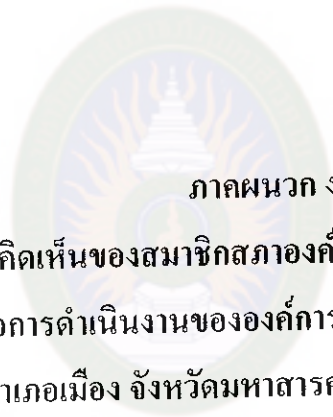 ภาคผนวก ง
คิดเห็นของสมาชิกสภาองค์
อการดำเนินงานขององค์การ
าเภอเมือง จังหวัดมหาสารค